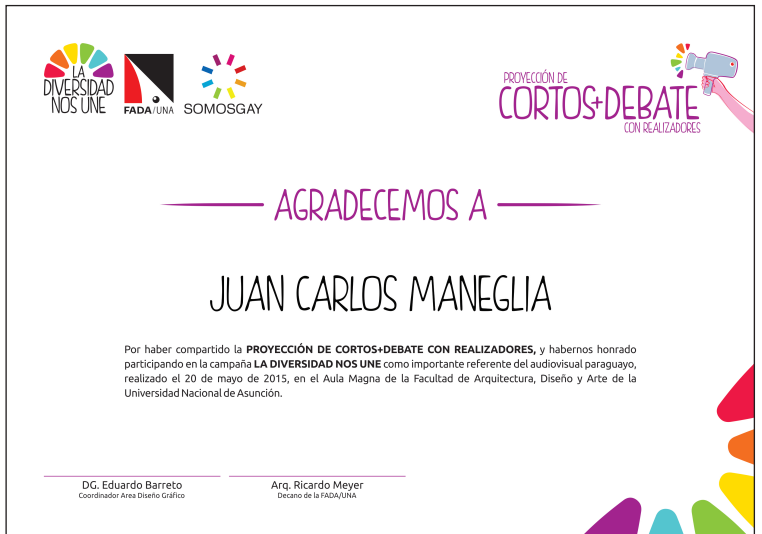 LA
DIVERSIDAD
NOS UNE
FADA/UNA
SOMOSGAY
PROYECCIÓN DE
CORTOS+DEBATE
CON REALIZADORES
AGRADECEMOS A
JUAN CARLOS MANEGLIA
Por haber compartido la PROYECCIÓN DE CORTOS+DEBATE CON REALIZADORES, y habernos honrado
participando en la campaña LA DIVERSIDAD NOS UNE como importante referente del audiovisual paraguayo,
realizado el 20 de mayo de 2015, en el Aula Magna de la Facultad de Arquitectura, Diseño y Arte de la
Universidad Nacional de Asunción.
DG. Eduardo Barreto
Coordinador Area Diseño Gráfico
Arq. Ricardo Meyer
Decano de la FADA/UNA